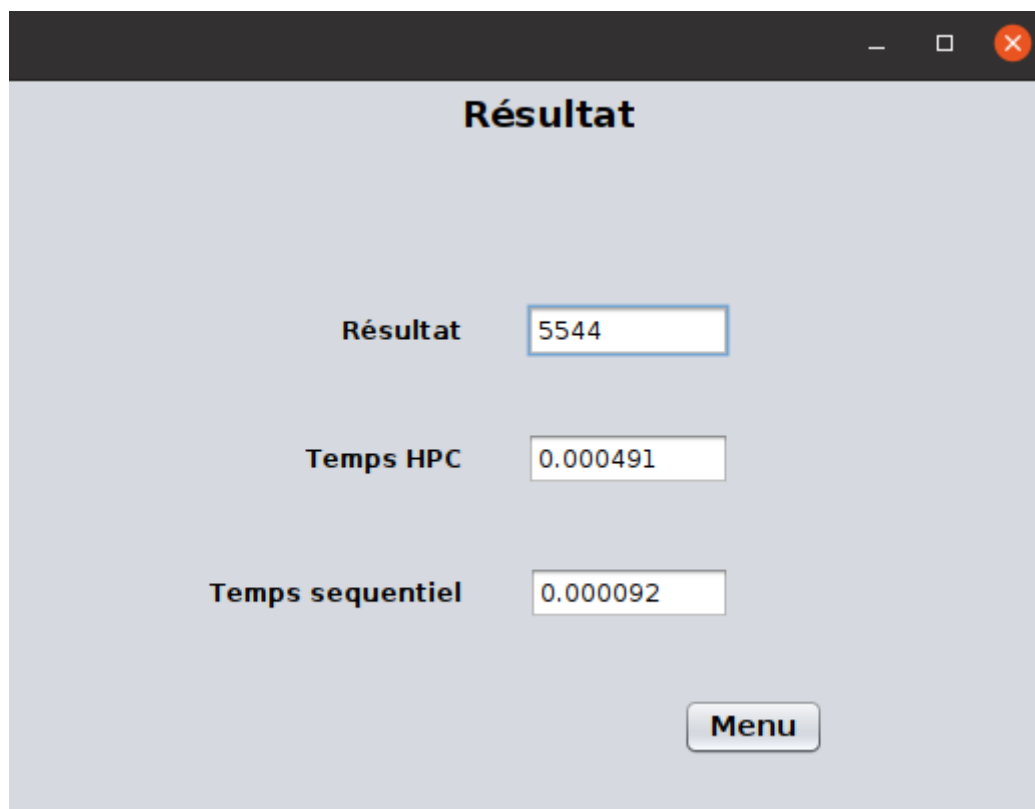 Résultat
Résultat 5544
Temps HPC 0.000491
Temps sequentiel 0.000092
Menu